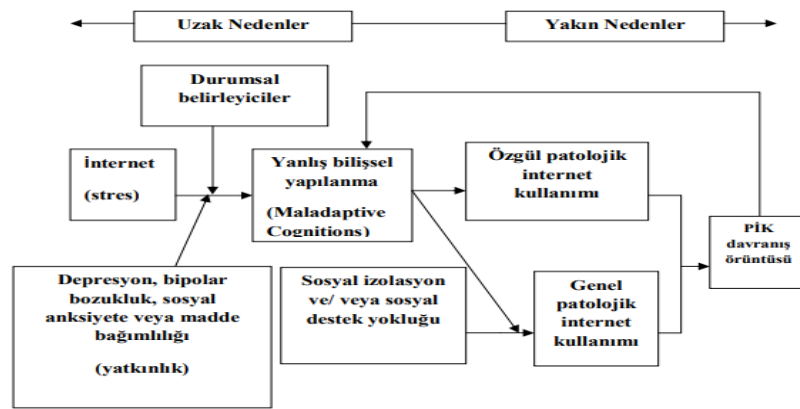 Uzak Nedenler
Yakın Nedenler
Durumsal
belirleyiciler
İnternet
(stres)
Yanlış bilişsel
yapılanma
(Maladaptive
Cognitions)
Özgül patolojik
internet
kullanımı
PİK
davranış
örüntüsü
Depresyon, bipolar
bozukluk, sosyal
anksiyete veya madde
bağımlılığı
(yatkınlık)
Sosyal izolasyon
ve/ veya sosyal
destek yokluğu
Genel
patolojik
internet
kullanımı